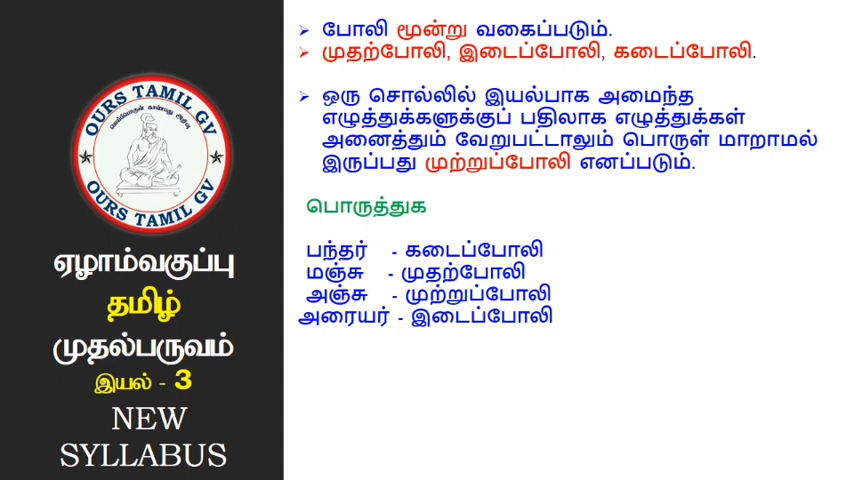 OURS TAMIL GV
OURS TAMIL GV
ஏழாம்வகுப்பு
தமிழ்
முதல்பருவம்
இயல் - 3
NEW
SYLLABUS
போலி மூன்று வகைப்படும்.
முதற்போலி, இடைப்போலி, கடைப்போலி.
ஒரு சொல்லில் இயல்பாக அமைந்த
எழுத்துக்களுக்குப் பதிலாக எழுத்துக்கள்
அனைத்தும் வேறுபட்டாலும் பொருள் மாறாமல்
இருப்பது முற்றுப்போலி எனப்படும்.
பொருத்துக
பந்தர் - கடைப்போலி
மஞ்சு - முதற்போலி
அஞ்சு - முற்றுப்போலி
அரையர் - இடைப்போலி